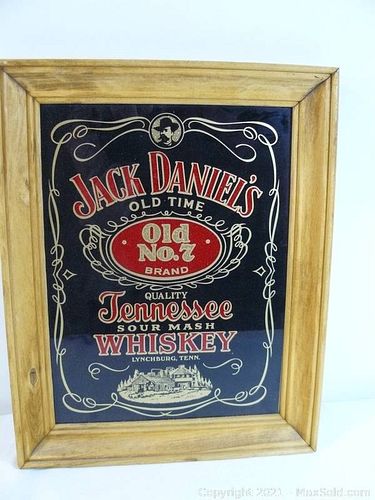 JACK DANIEL'S
OLD TIME
Old
No. 7
BRAND
QUALITY
Tennessee
SOUR MASH
WHISKEY
LYNCHBURG, TENN.
Copyright 2021 - MaxSold.com